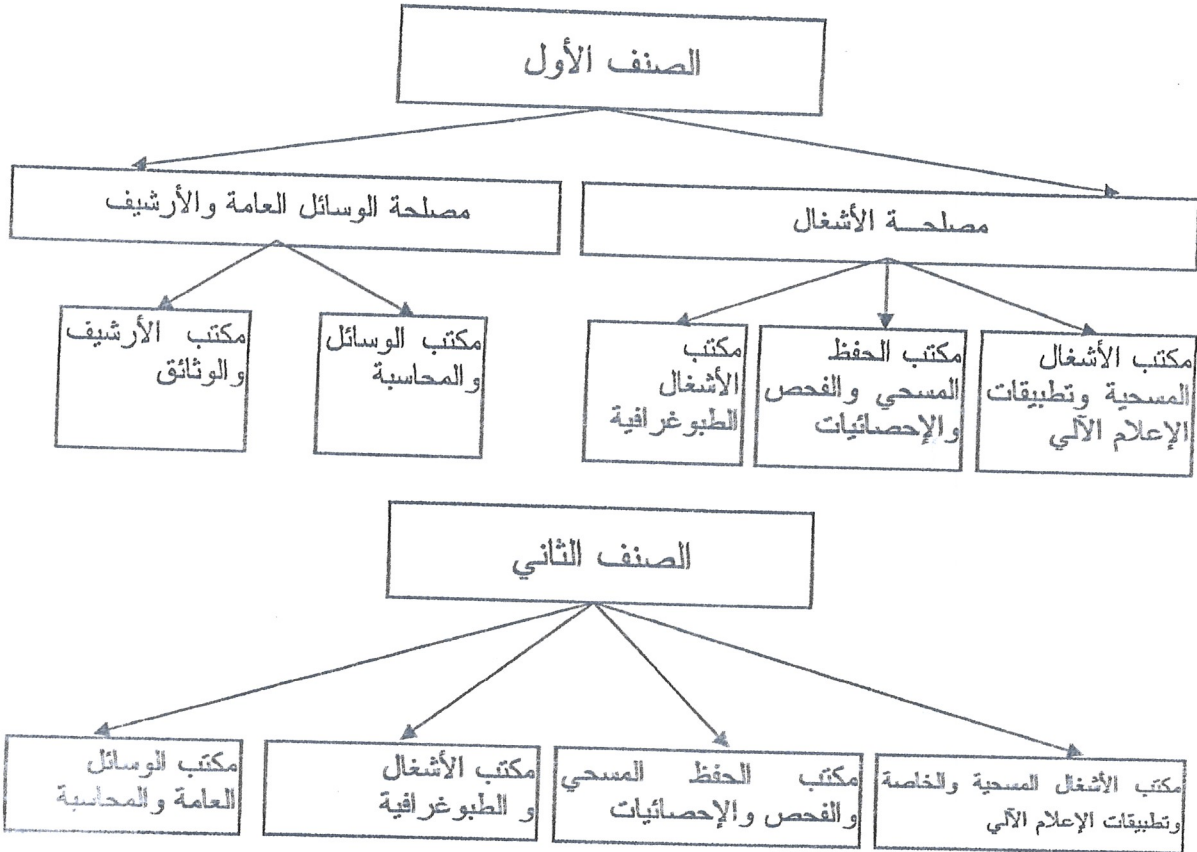 الصنف الأول
مصلحة الأشغال
مصلحة الوسائل العامة والأرشيف
مكتب الأشغال
المسحية وتطبيقات
الإعلام الآلي
مكتب الحفظ
المسحي والفحص
والإحصائيات
مكتب
الأشغال
الطبوغرافية
مكتب الوسائل
والمحاسبة
مكتب الأرشيف
والوثائق
الصنف الثاني
مكتب الأشغال المسحية والخاصة
وتطبيقات الإعلام الآلي
مكتب الحفظ المسحي
والفحص والإحصائيات
مكتب الأشغال
و الطبوغرافية
مكتب الوسائل
العامة والمحاسبة